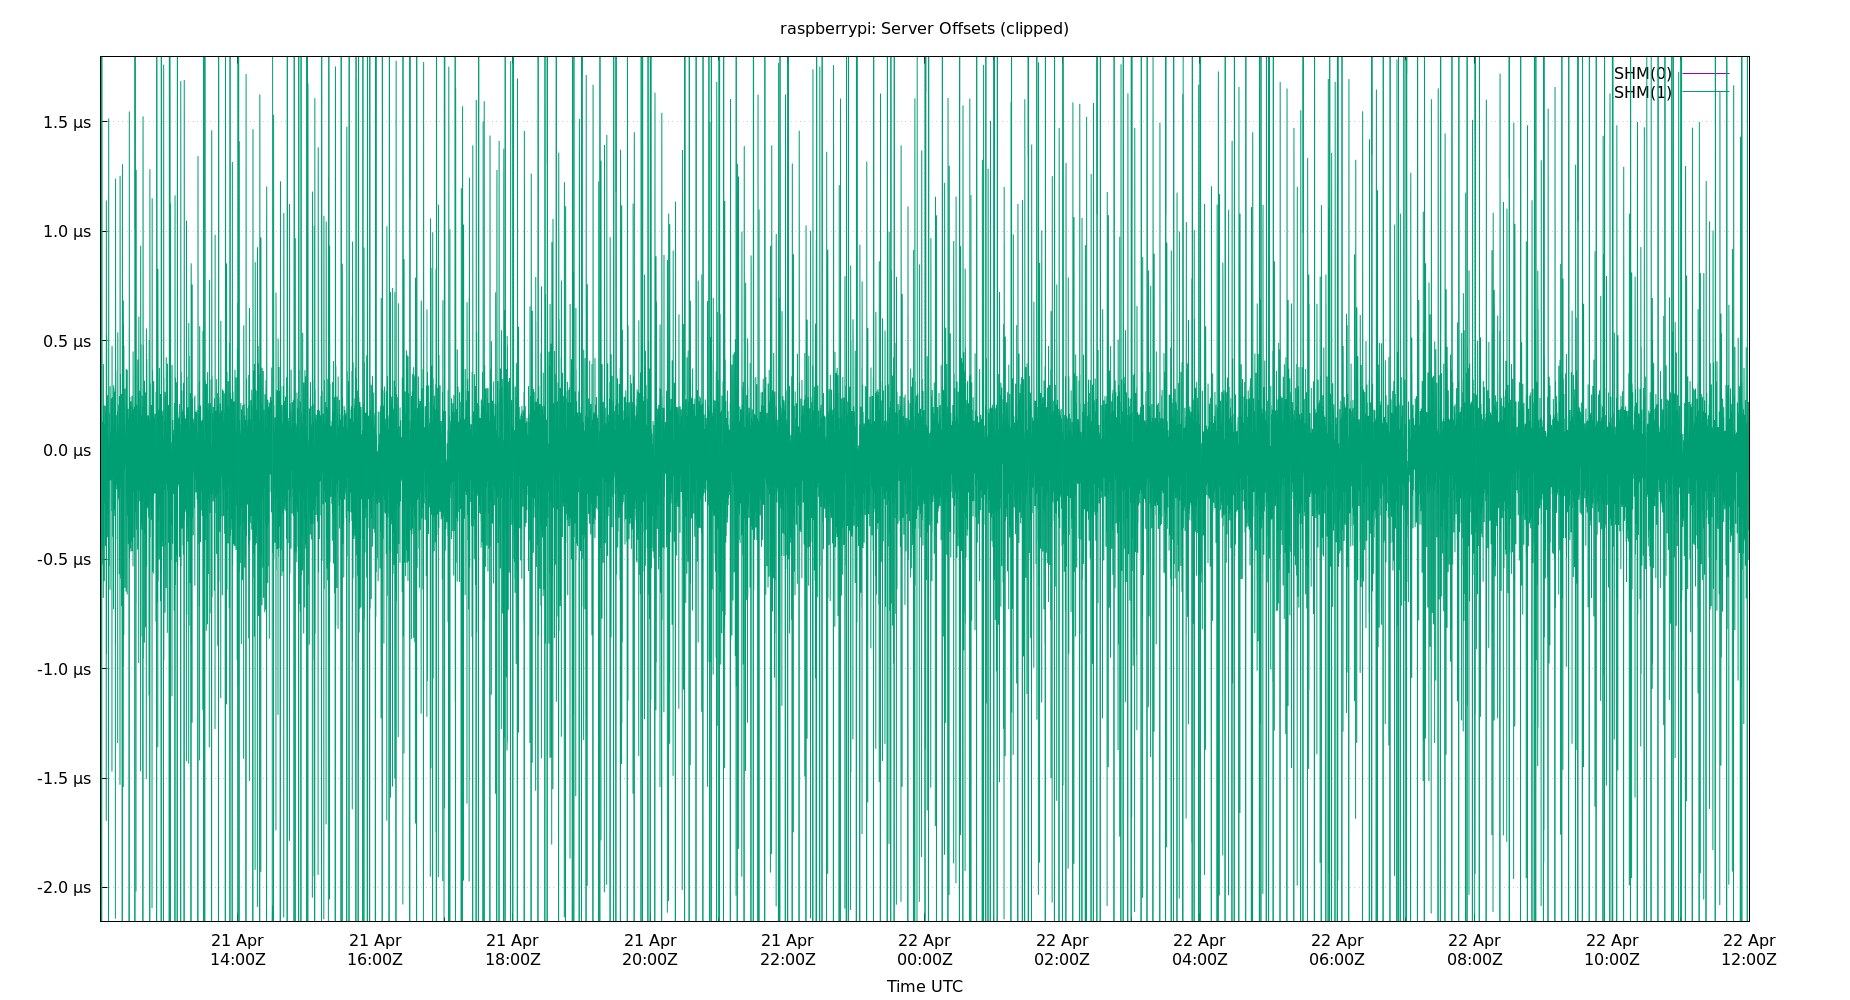 raspberrypi: Server Offsets (clipped)
SHM(0)
SHM(1)
1.5 µs
1.0 µs
0.5 µs
0.0 µs
-0.5 µs
-1.0 µs
-1.5 µs
-2.0 µs
21 Apr 21 Apr 21 Apr 21 Apr 21 Apr 22 Apr 22 Apr 22 Apr 22 Apr 22 Apr 22 Apr 22 Apr
14:00Z 16:00Z 18:00Z 20:00Z 22:00Z 00:00Z 02:00Z 04:00Z 06:00Z 08:00Z 10:00Z 12:00Z
Time UTC